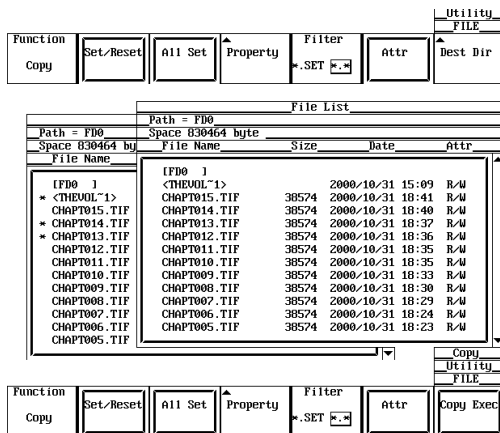 Utility
FILE
Function
Copy
Set/Reset
All Set
Property
Filter
*.SET *.*
Attr
Dest Dir
File List
Path = FD0
Space 830464 byte
File Name Size Date Attr
[FD0 ]
<THEVOL~1> 2000/10/31 15:09 R/W
CHAPT015.TIF 38574 2000/10/31 18:41 R/W
CHAPT014.TIF 38574 2000/10/31 18:40 R/W
CHAPT013.TIF 38574 2000/10/31 18:37 R/W
CHAPT012.TIF 38574 2000/10/31 18:36 R/W
CHAPT011.TIF 38574 2000/10/31 18:35 R/W
CHAPT010.TIF 38574 2000/10/31 18:35 R/W
CHAPT009.TIF 38574 2000/10/31 18:33 R/W
CHAPT008.TIF 38574 2000/10/31 18:30 R/W
CHAPT007.TIF 38574 2000/10/31 18:29 R/W
CHAPT006.TIF 38574 2000/10/31 18:24 R/W
CHAPT005.TIF 38574 2000/10/31 18:23 R/W
Path = FD0
Space 830464 by
File Name
[FD0 ]
* <THEVOL~1>
CHAPT015.TIF
* CHAPT014.TIF
* CHAPT013.TIF
CHAPT012.TIF
CHAPT011.TIF
CHAPT010.TIF
CHAPT009.TIF
CHAPT008.TIF
CHAPT007.TIF
CHAPT006.TIF
CHAPT005.TIF
Copy
Utility
FILE
Function
Copy
Set/Reset
All Set
Property
Filter
*.SET *.*
Attr
Copy Exec